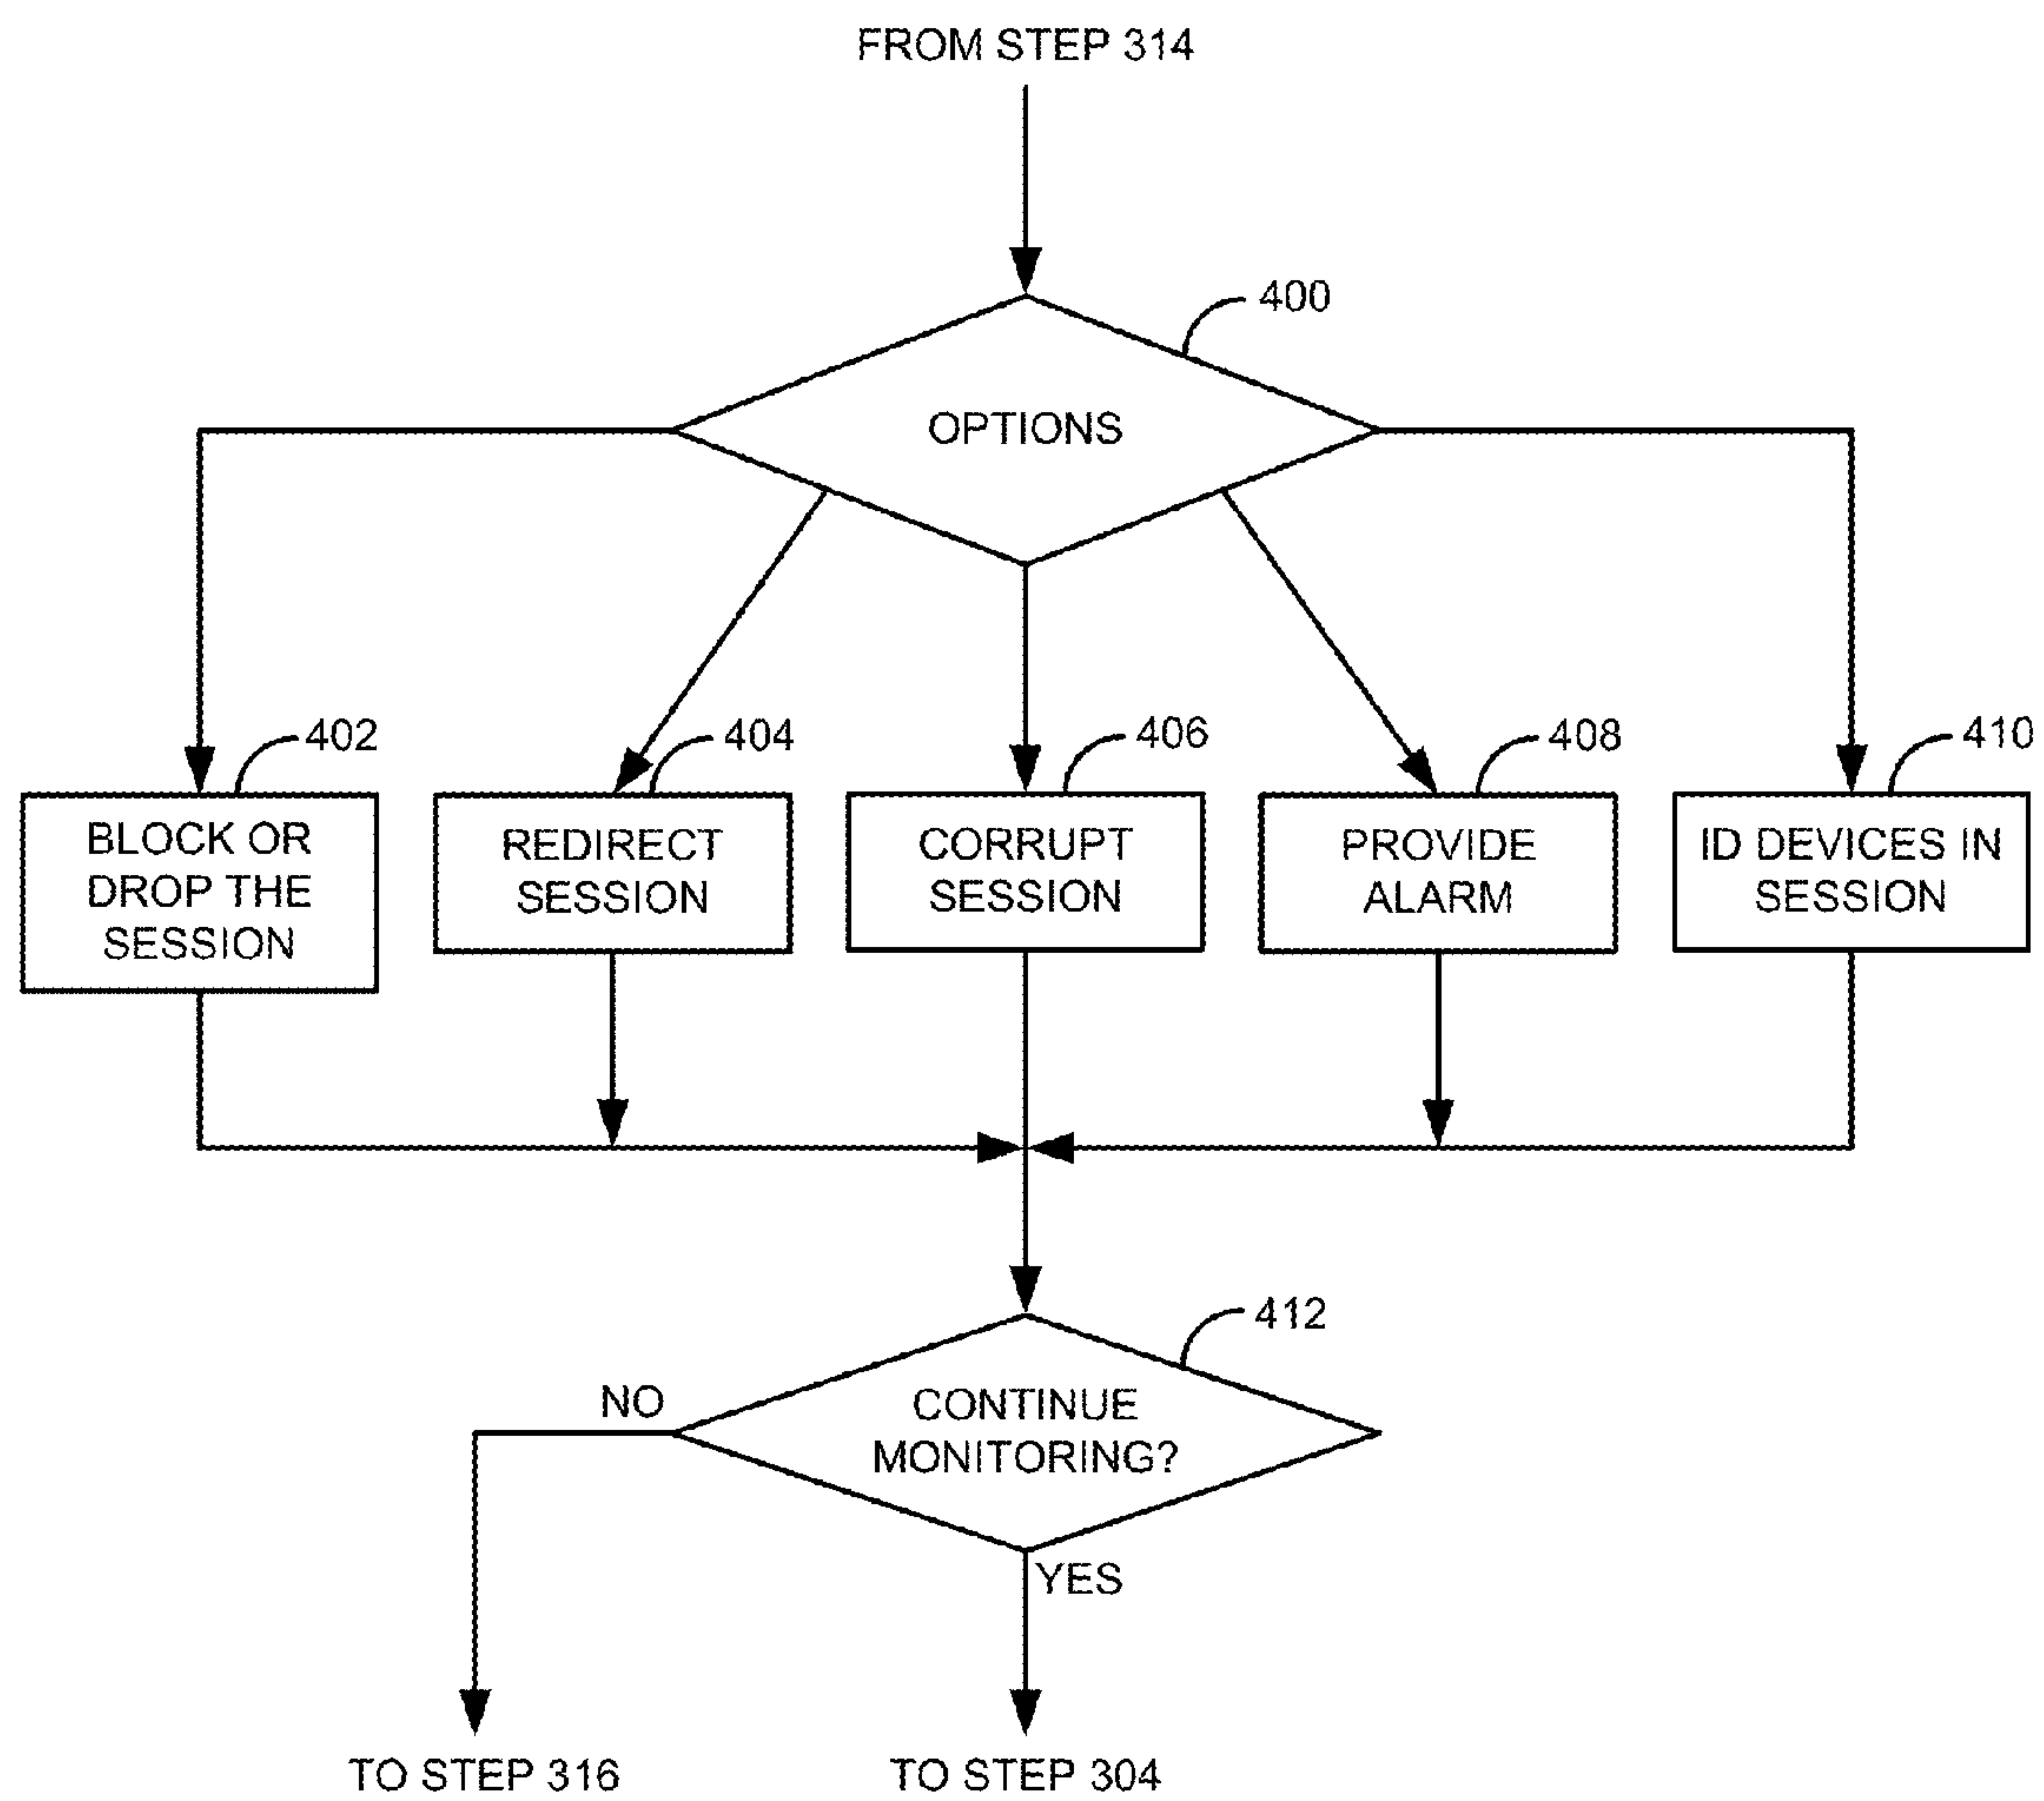 FROM STEP 314
400
OPTIONS
402
BLOCK OR
DROP THE
SESSION
404
REDIRECT
SESSION
406
CORRUPT
SESSION
408
PROVIDE
ALARM
410
ID DEVICES IN
SESSION
412
CONTINUE
MONITORING?
NO
YES
TO STEP 316
TO STEP 304